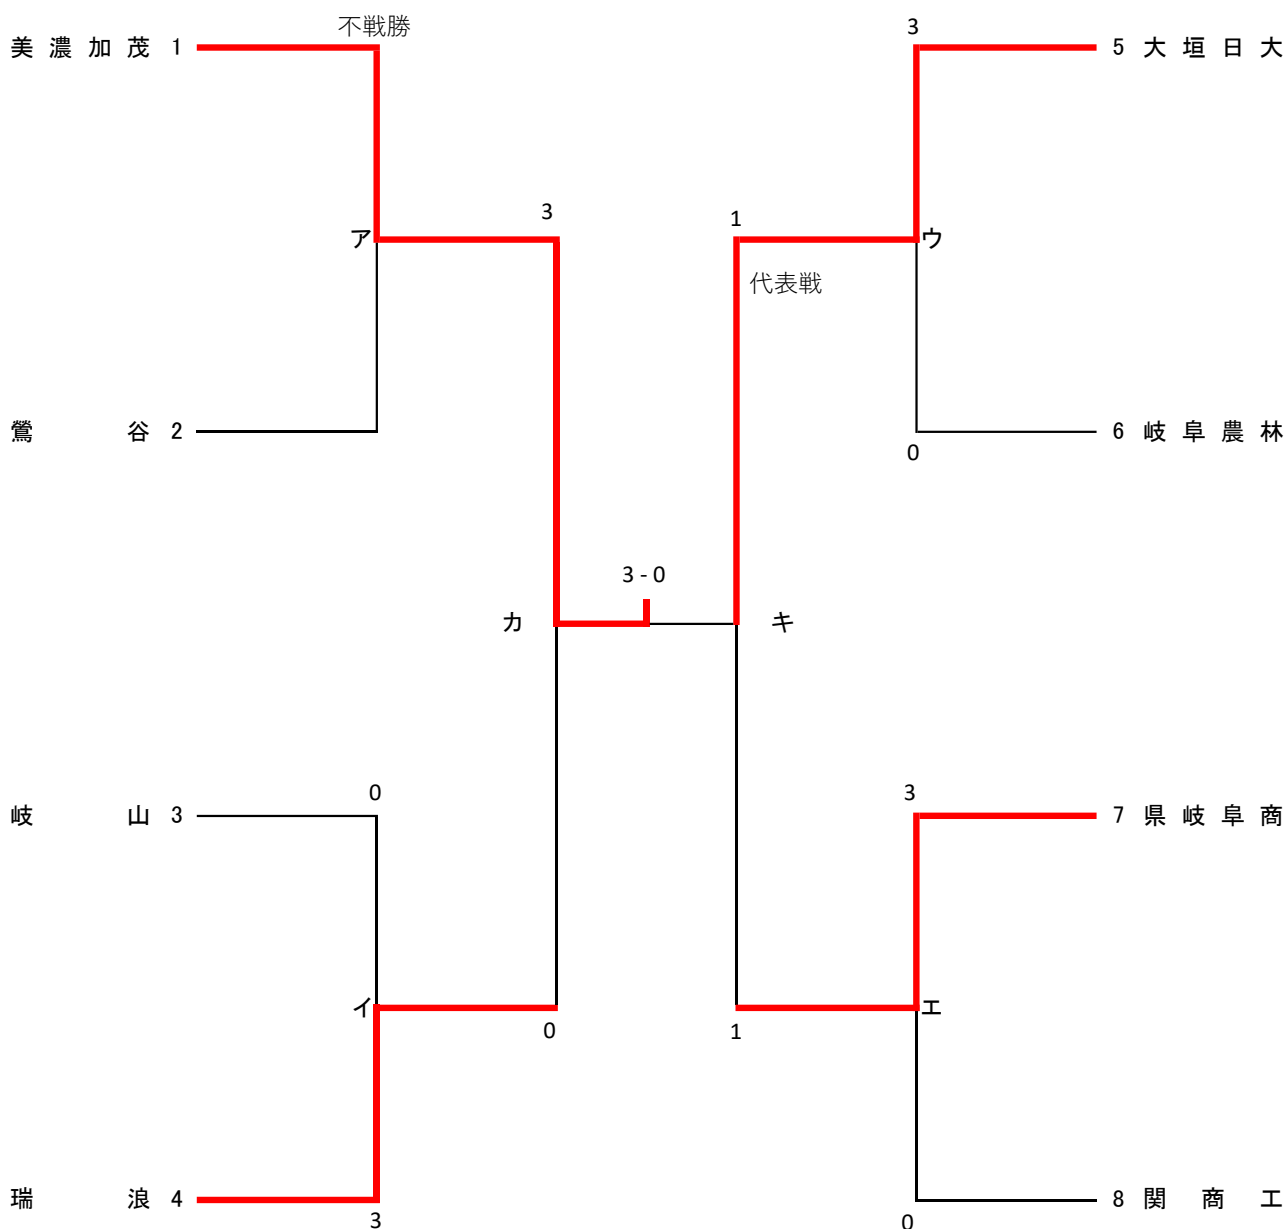 不戦勝
3
美濃加茂 1
5 大垣日大
3
1
ア
ウ
代表戦
鶯谷 2
6 岐阜農林
0
3 - 0
カ
キ
0
3
岐山 3
7 県岐阜商
イ
エ
0
1
瑞浪 4
8 関商工
3
0